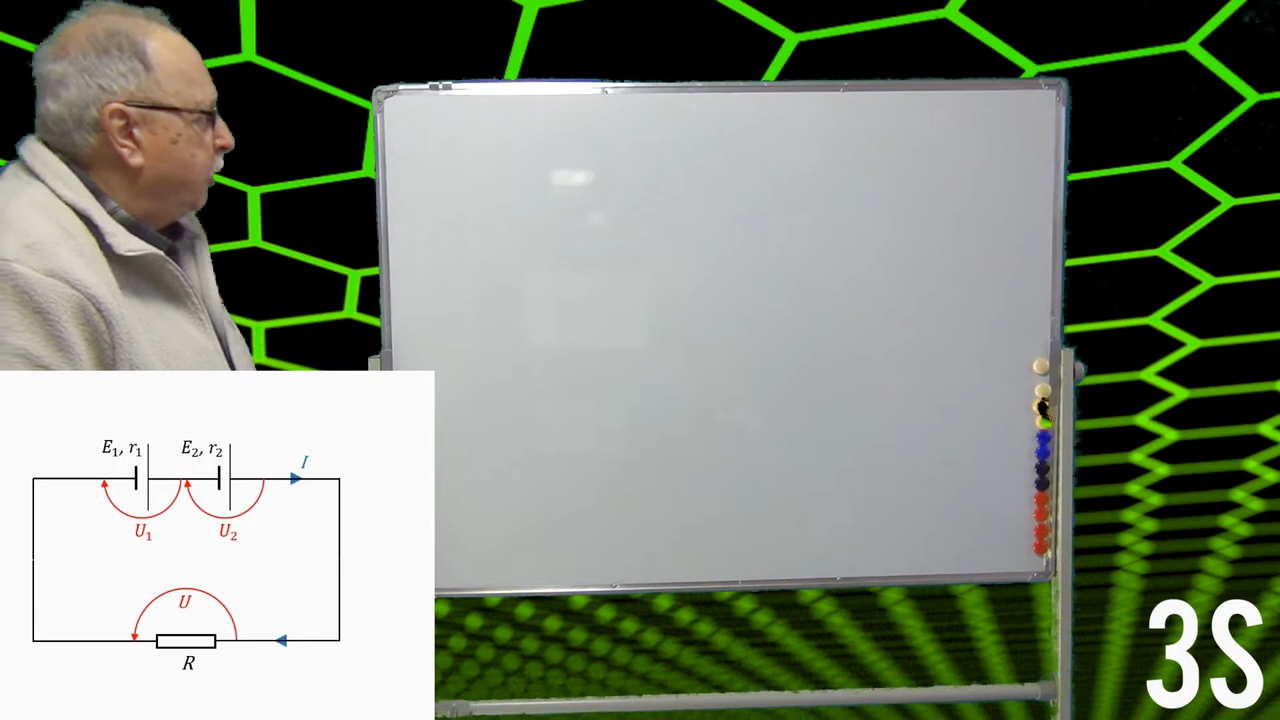 E₁, r₁ E₂, r₂ I
U₁ U₂
U
R
3S